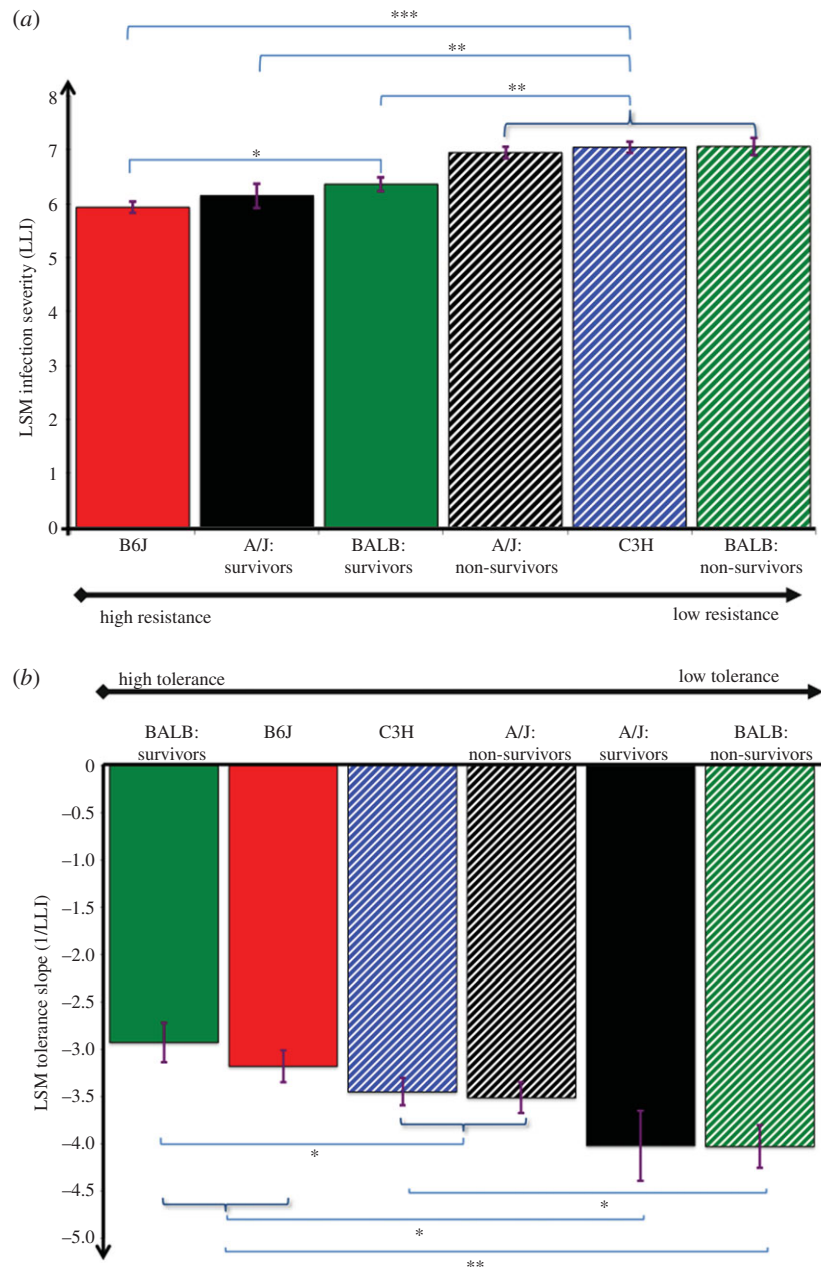 (a)
***
**
**
*
8
7
6
5
4
3
2
1
0
LSM infection severity (LLI)
B6J
A/J:
survivors
BALB:
survivors
A/J:
non-survivors
C3H
BALB:
non-survivors
high resistance
low resistance
(b)
high tolerance
low tolerance
BALB:
survivors
B6J
C3H
A/J:
non-survivors
A/J:
survivors
BALB:
non-survivors
0
–0.5
–1.0
–1.5
–2.0
–2.5
–3.0
–3.5
–4.0
–4.5
–5.0
LSM tolerance slope (1/LLI)
*
*
*
**